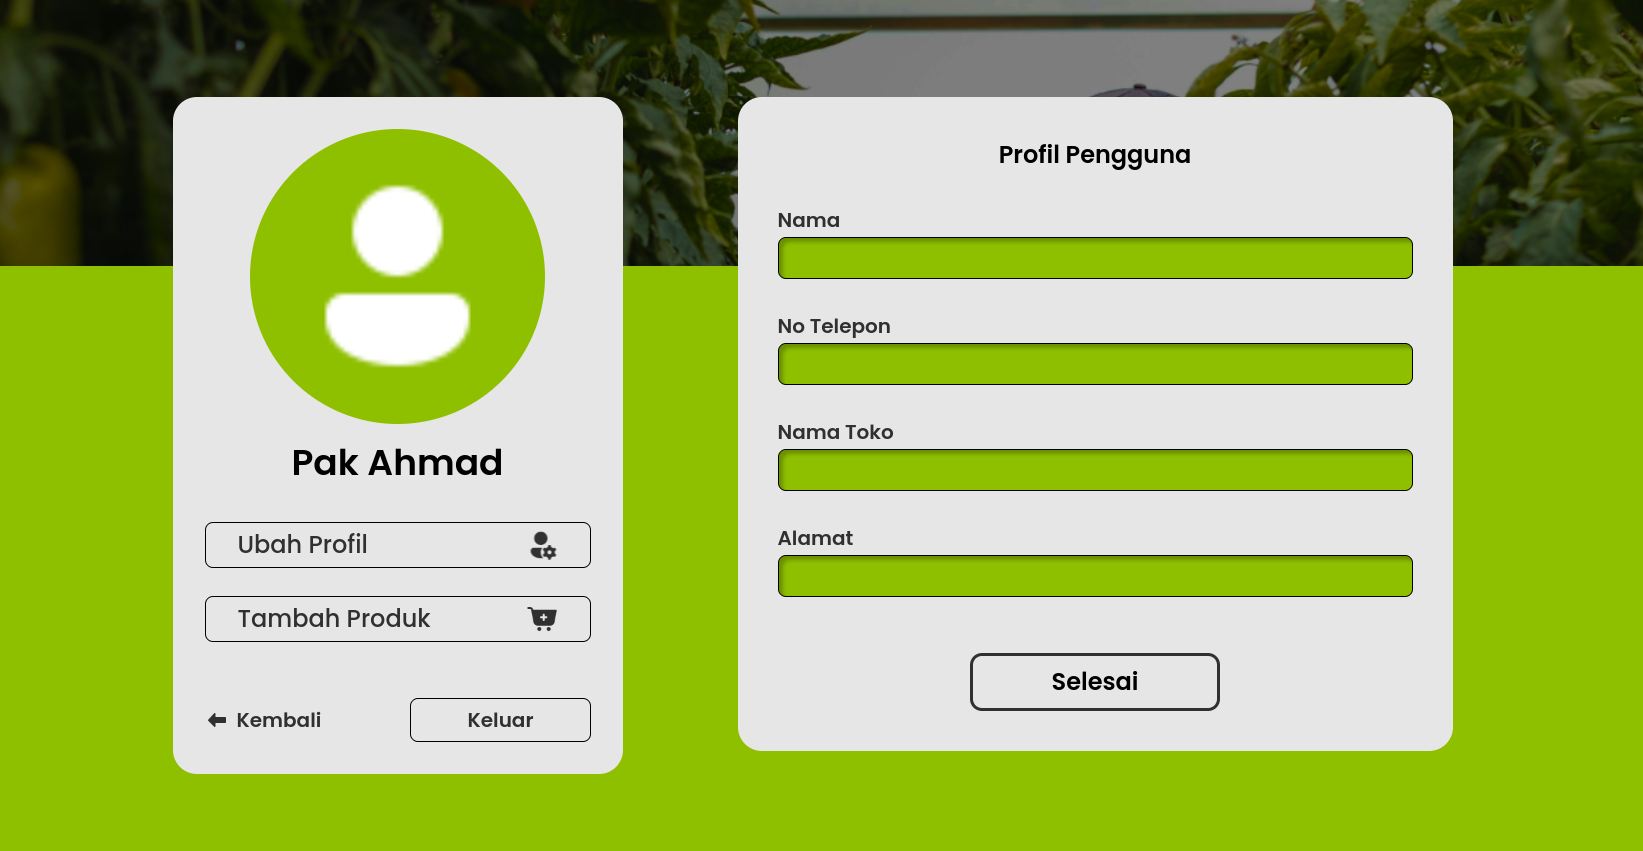 Pak Ahmad
Ubah Profil
Tambah Produk
Kembali
Keluar
Profil Pengguna
Nama
No Telepon
Nama Toko
Alamat
Selesai